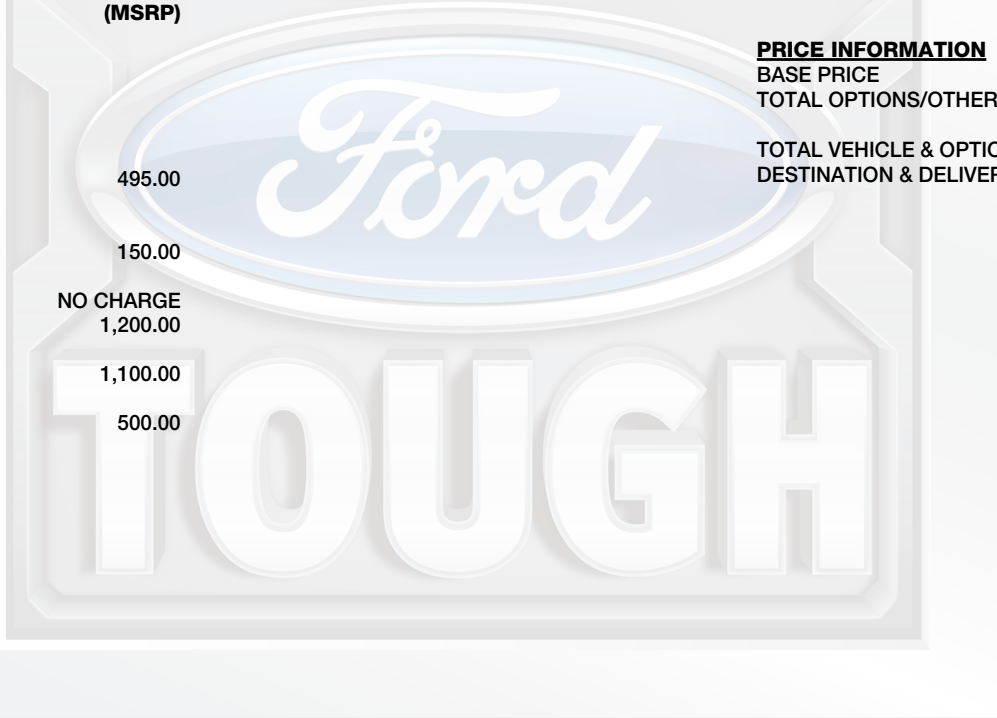 (MSRP)
495.00
150.00
NO CHARGE
1,200.00
1,100.00
500.00
PRICE INFORMATION
BASE PRICE
TOTAL OPTIONS/OTHER
TOTAL VEHICLE & OPTIO
DESTINATION & DELIVER
Ford
TOUGH